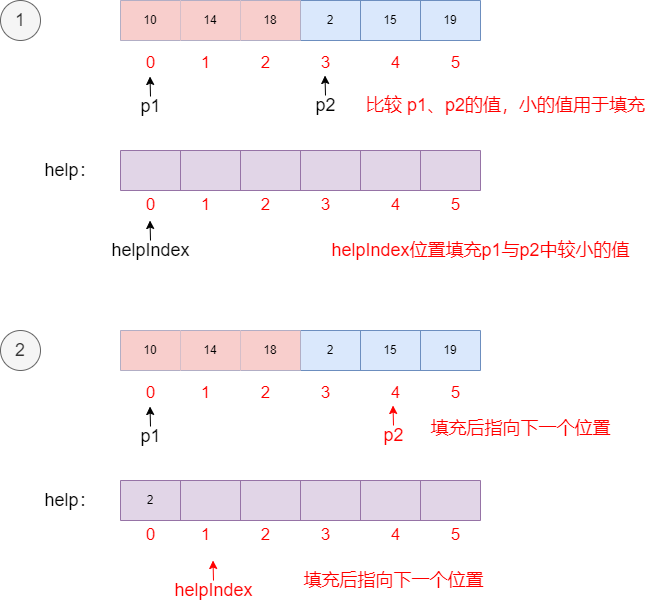 1
10 14 18 2 15 19
0 1 2 3 4 5
p1 p2 比较 p1、p2的值，小的值用于填充
help：
0 1 2 3 4 5
helpIndex helpIndex位置填充p1与p2中较小的值
2
10 14 18 2 15 19
0 1 2 3 4 5
p1 p2 填充后指向下一个位置
help： 2
0 1 2 3 4 5
helpIndex 填充后指向下一个位置